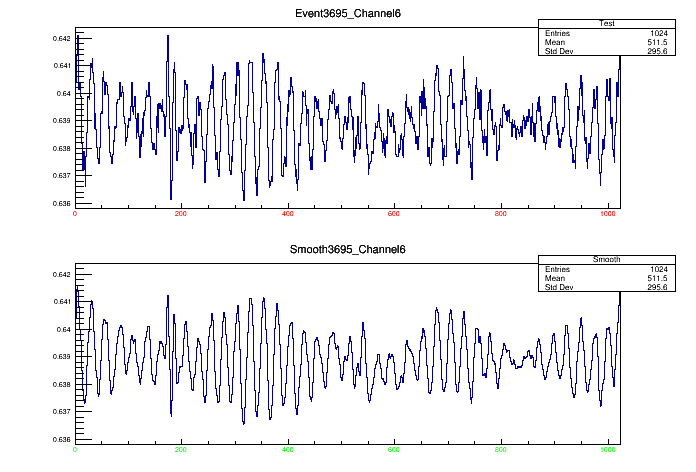 Event3695_Channel6
Test
Entries 1024
Mean 511.5
Std Dev 295.6
0.642
0.641
0.64
0.639
0.638
0.637
0.636
0 200 400 600 800 1000
Smooth3695_Channel6
Smooth
Entries 1024
Mean 511.5
Std Dev 295.6
0.642
0.641
0.64
0.639
0.638
0.637
0.636
0 200 400 600 800 1000